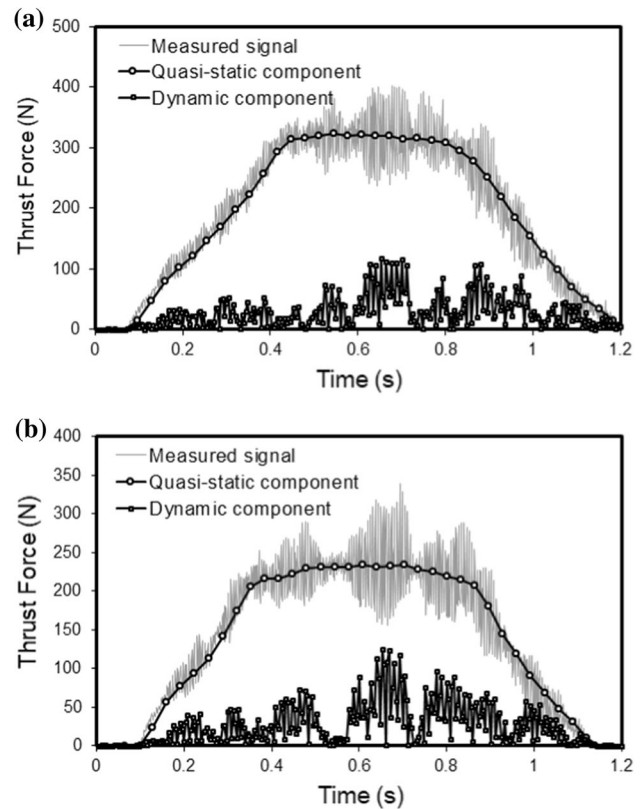 (a)
500
400
300
200
100
0
Thrust Force (N)
Measured signal
Quasi-static component
Dynamic component
0 0.2 0.4 0.6 0.8 1 1.2
Time (s)
(b)
400
350
300
250
200
150
100
50
0
Thrust Force (N)
Measured signal
Quasi-static component
Dynamic component
0 0.2 0.4 0.6 0.8 1 1.2
Time (s)